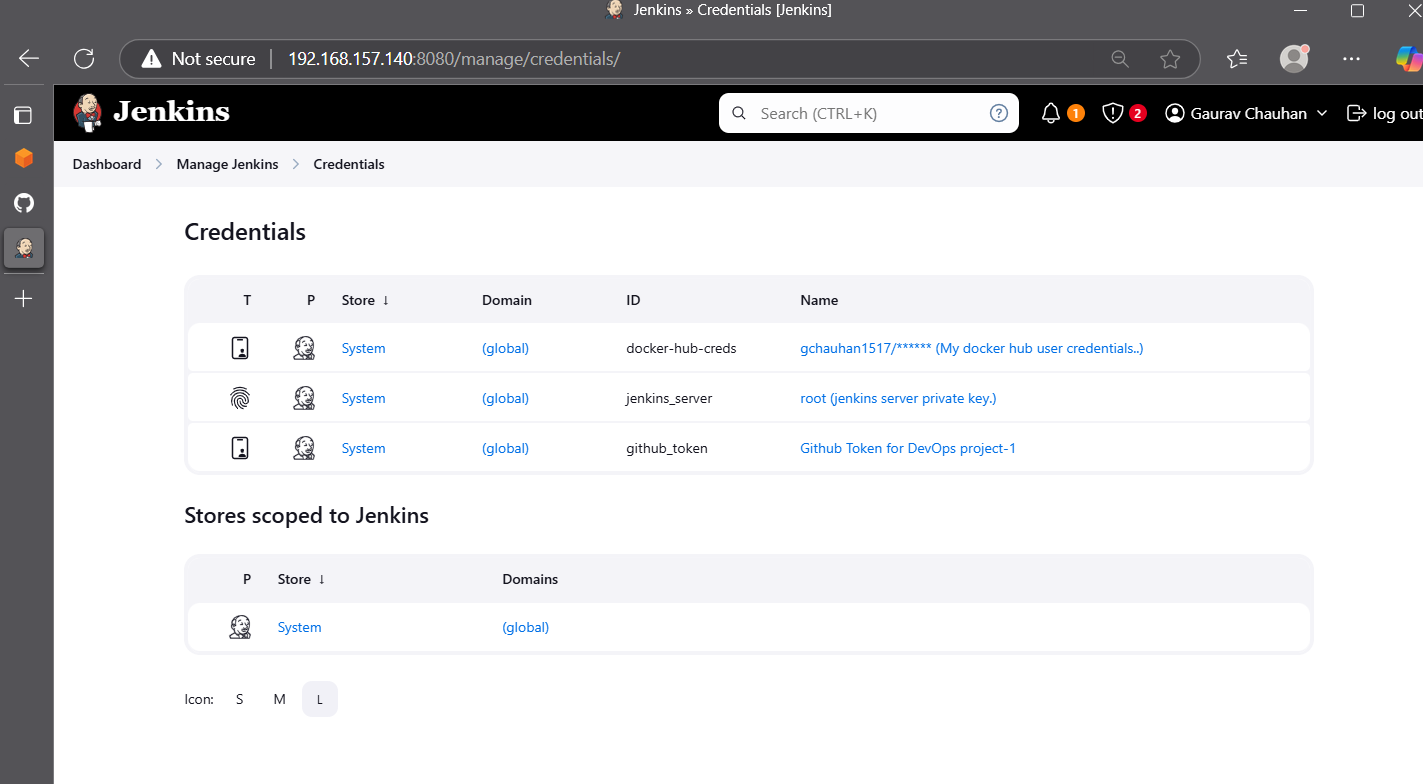 Jenkins » Credentials [Jenkins]
Not secure 192.168.157.140:8080/manage/credentials/
Jenkins Search (CTRL+K) ? 1 2 Gaurav Chauhan log out
Dashboard Manage Jenkins Credentials
Credentials
T P Store ↓ Domain ID Name
System (global) docker-hub-creds gchauhan1517/****** (My docker hub user credentials..)
System (global) jenkins_server root (jenkins server private key.)
System (global) github_token Github Token for DevOps project-1
Stores scoped to Jenkins
P Store ↓ Domains
System (global)
Icon: S M L